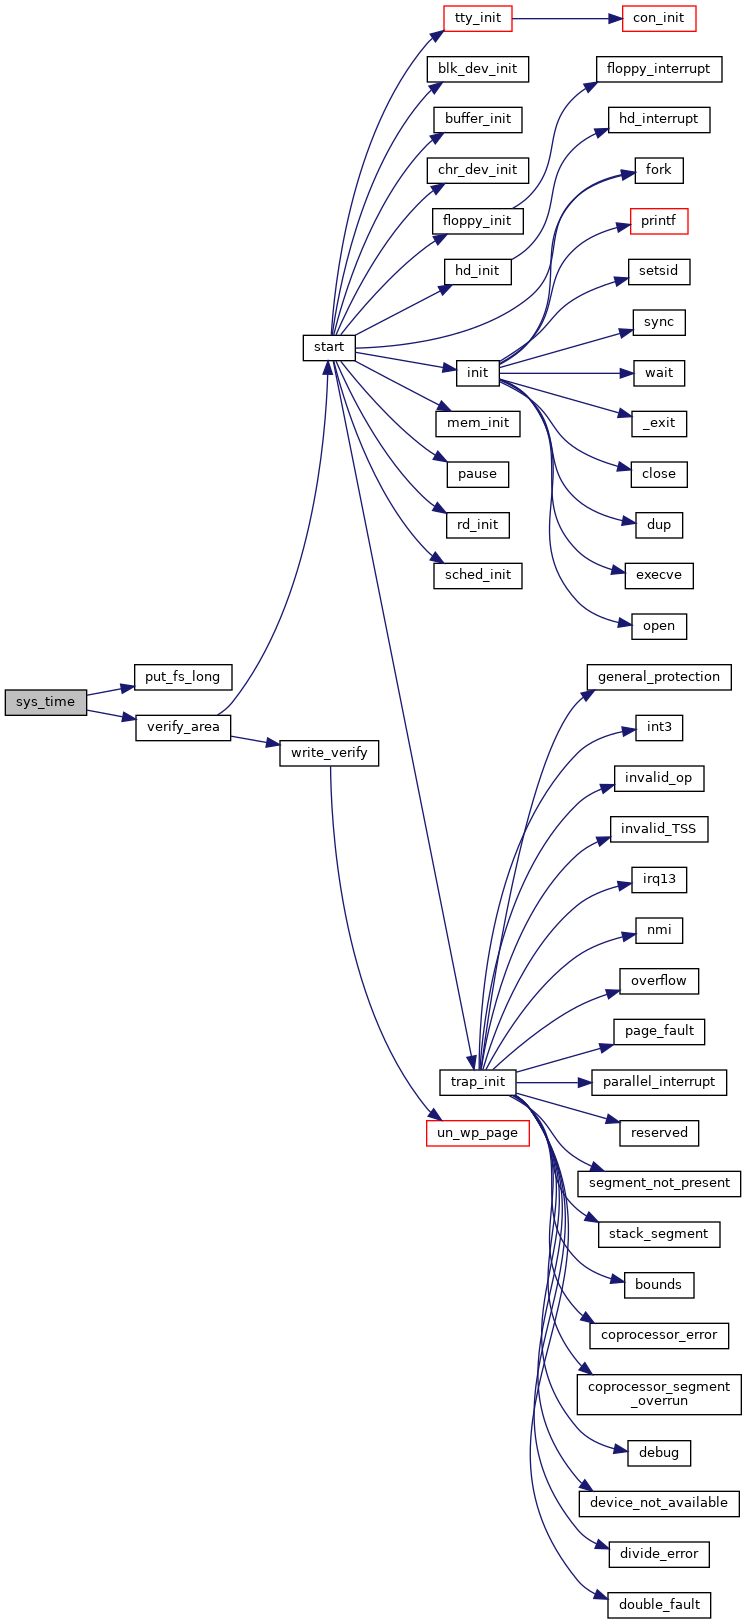 tty_init
con_init
blk_dev_init
floppy_interrupt
buffer_init
hd_interrupt
chr_dev_init
fork
floppy_init
printf
hd_init
setsid
sync
start
init
wait
mem_init
_exit
pause
close
rd_init
dup
sched_init
execve
open
put_fs_long
general_protection
sys_time
verify_area
int3
write_verify
invalid_op
invalid_TSS
irq13
nmi
overflow
page_fault
trap_init
parallel_interrupt
un_wp_page
reserved
segment_not_present
stack_segment
bounds
coprocessor_error
coprocessor_segment
_overrun
debug
device_not_available
divide_error
double_fault